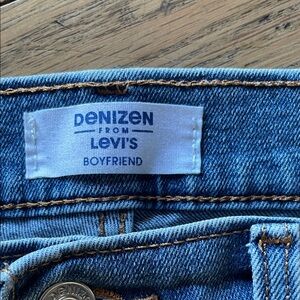 DENIZEN
FROM
LEVI'S
BOYFRIEND